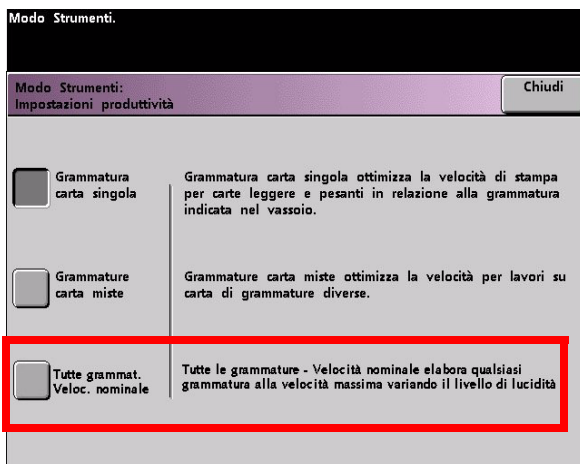 Modo Strumenti.
Modo Strumenti:
Impostazioni produttività
Chiudi
Grammatura
carta singola
Grammatura carta singola ottimizza la velocità di stampa
per carte leggere e pesanti in relazione alla grammatura
indicata nel vassoio.
Grammature
carta miste
Grammature carta miste ottimizza la velocità per lavori su
carta di grammature diverse.
Tutte grammat.
Veloc. nominale
Tutte le grammature - Velocità nominale elabora qualsiasi
grammatura alla velocità massima variando il livello di lucidità